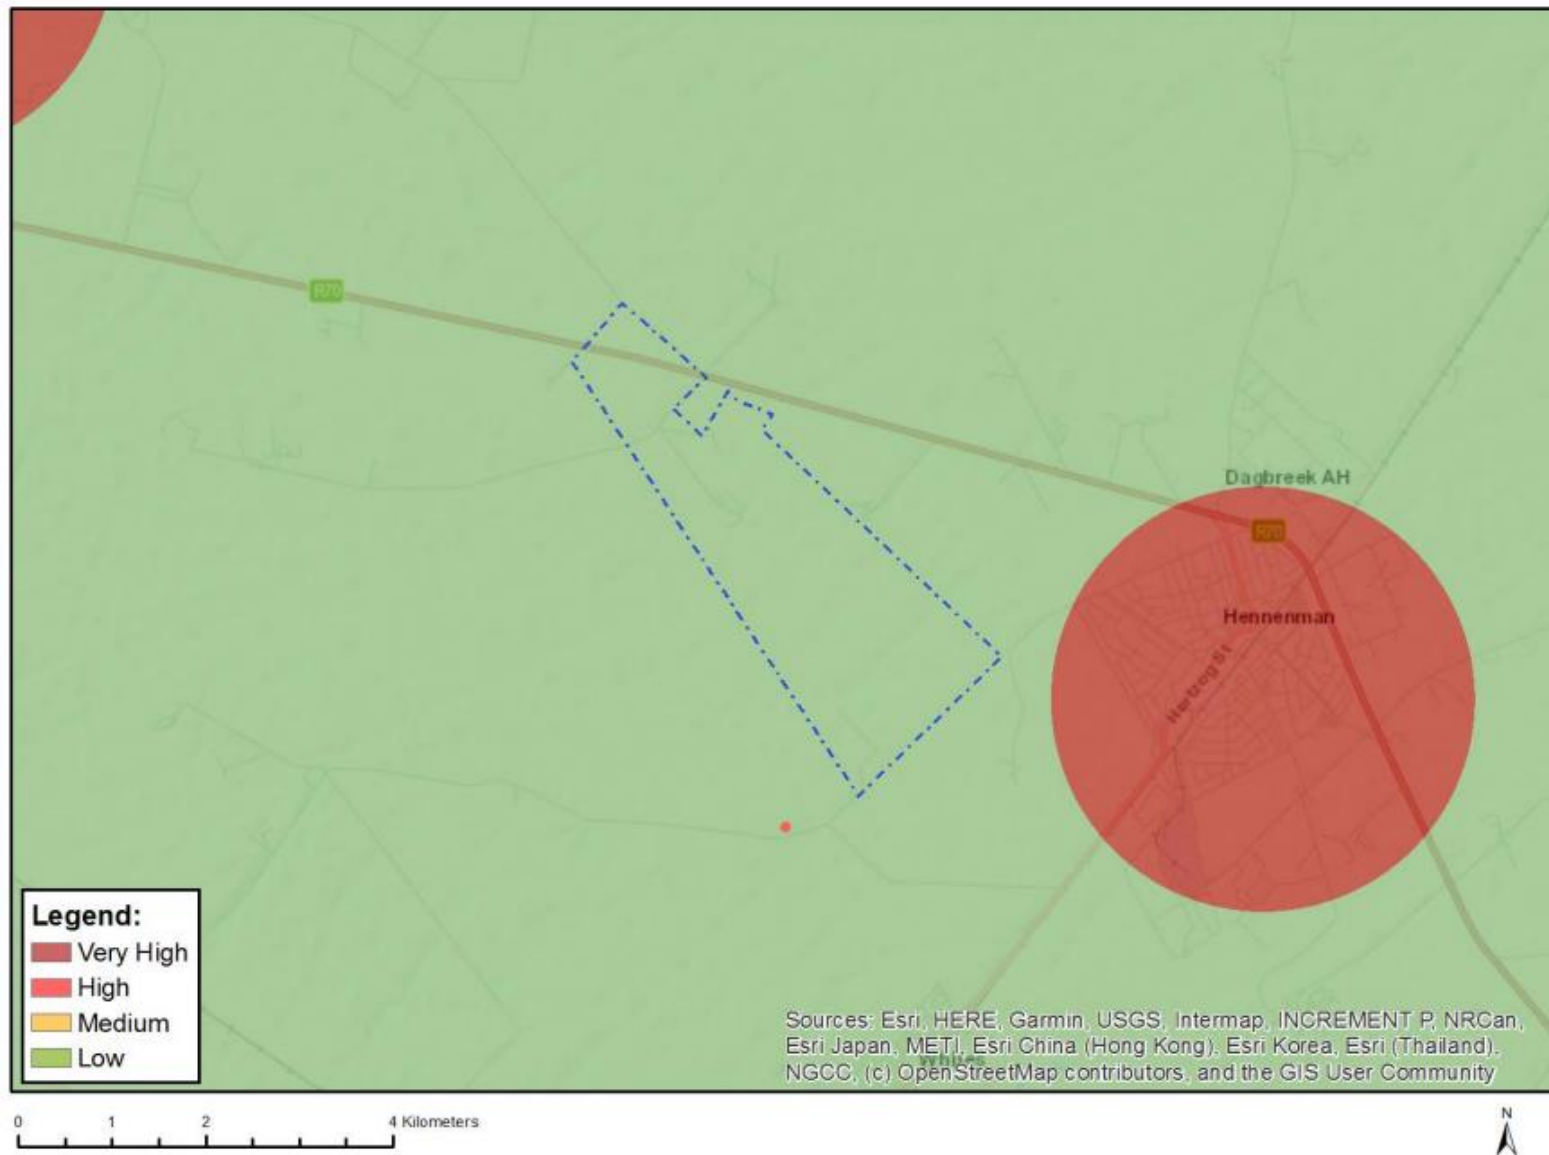 R70
Dagbreek AH
R70
Hennenman
Hertzog St
Legend:
Very High
High
Medium
Low
Sources: Esri, HERE, Garmin, USGS, Intermap, INCREMENT P, NRCan,
Esri Japan, METI, Esri China (Hong Kong), Esri Korea, Esri (Thailand),
Whites
NGCC, (c) OpenStreetMap contributors, and the GIS User Community
0 1 2 4 Kilometers
N